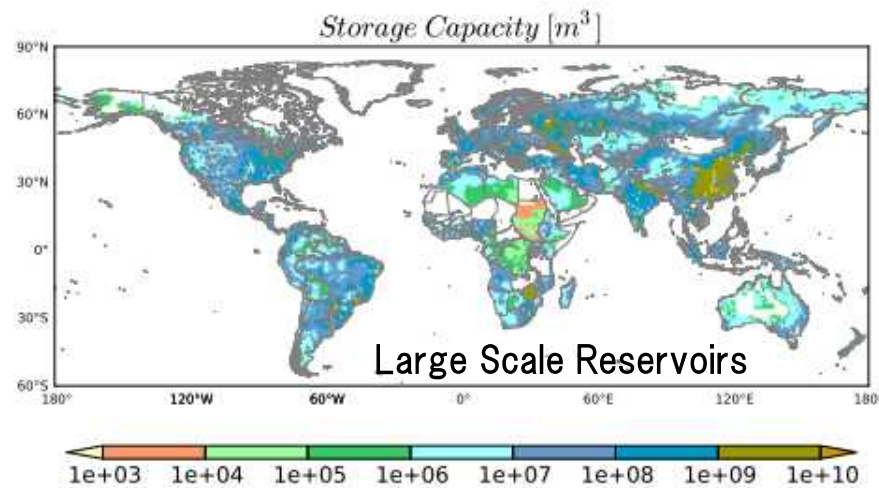 Storage Capacity [m³]
90°N
60°N
30°N
0°
30°S
60°S
Large Scale Reservoirs
180° 120°W 60°W 0° 60°E 120°E 180
1e+03 1e+04 1e+05 1e+06 1e+07 1e+08 1e+09 1e+10